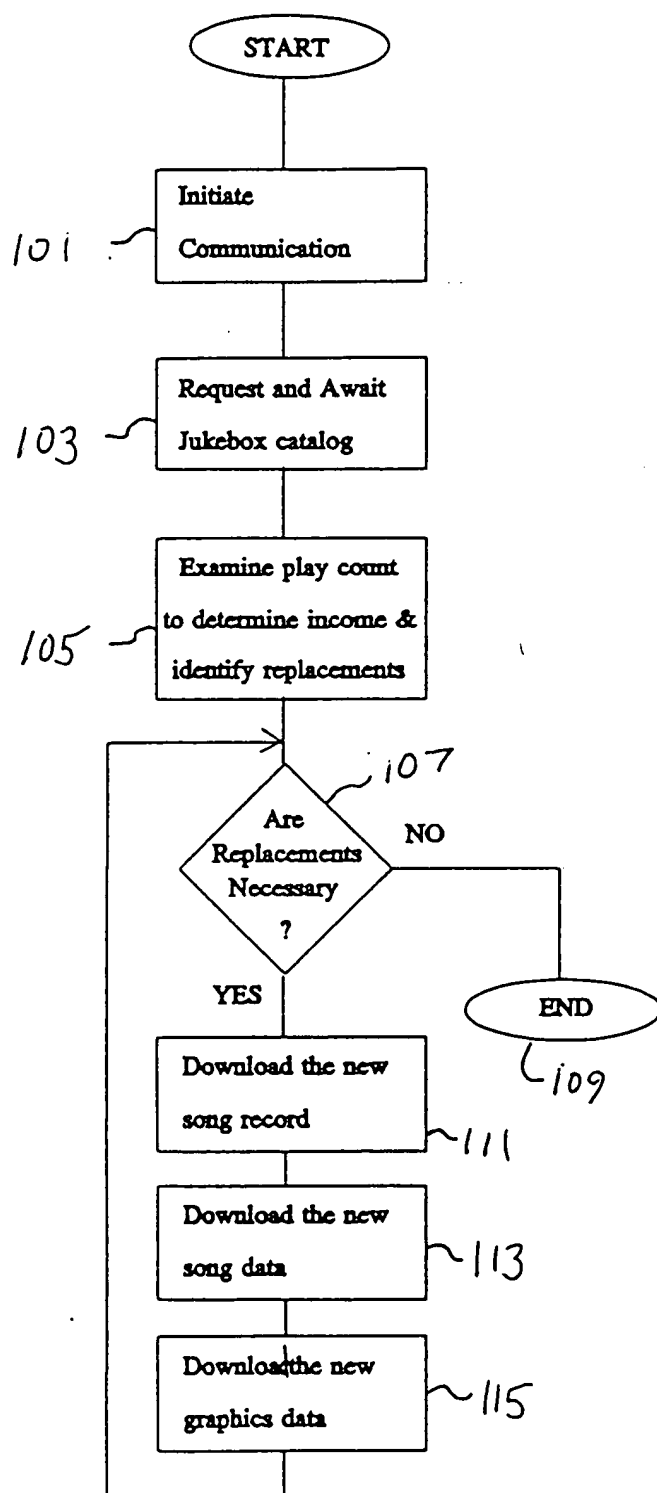 START
Initiate
Communication
101
Request and Await
Jukebox catalog
103
Examine play count
to determine income &
identify replacements
105
107
Are
Replacements
Necessary
?
NO
YES
END
109
Download the new
song record
111
Download the new
song data
113
Download the new
graphics data
115